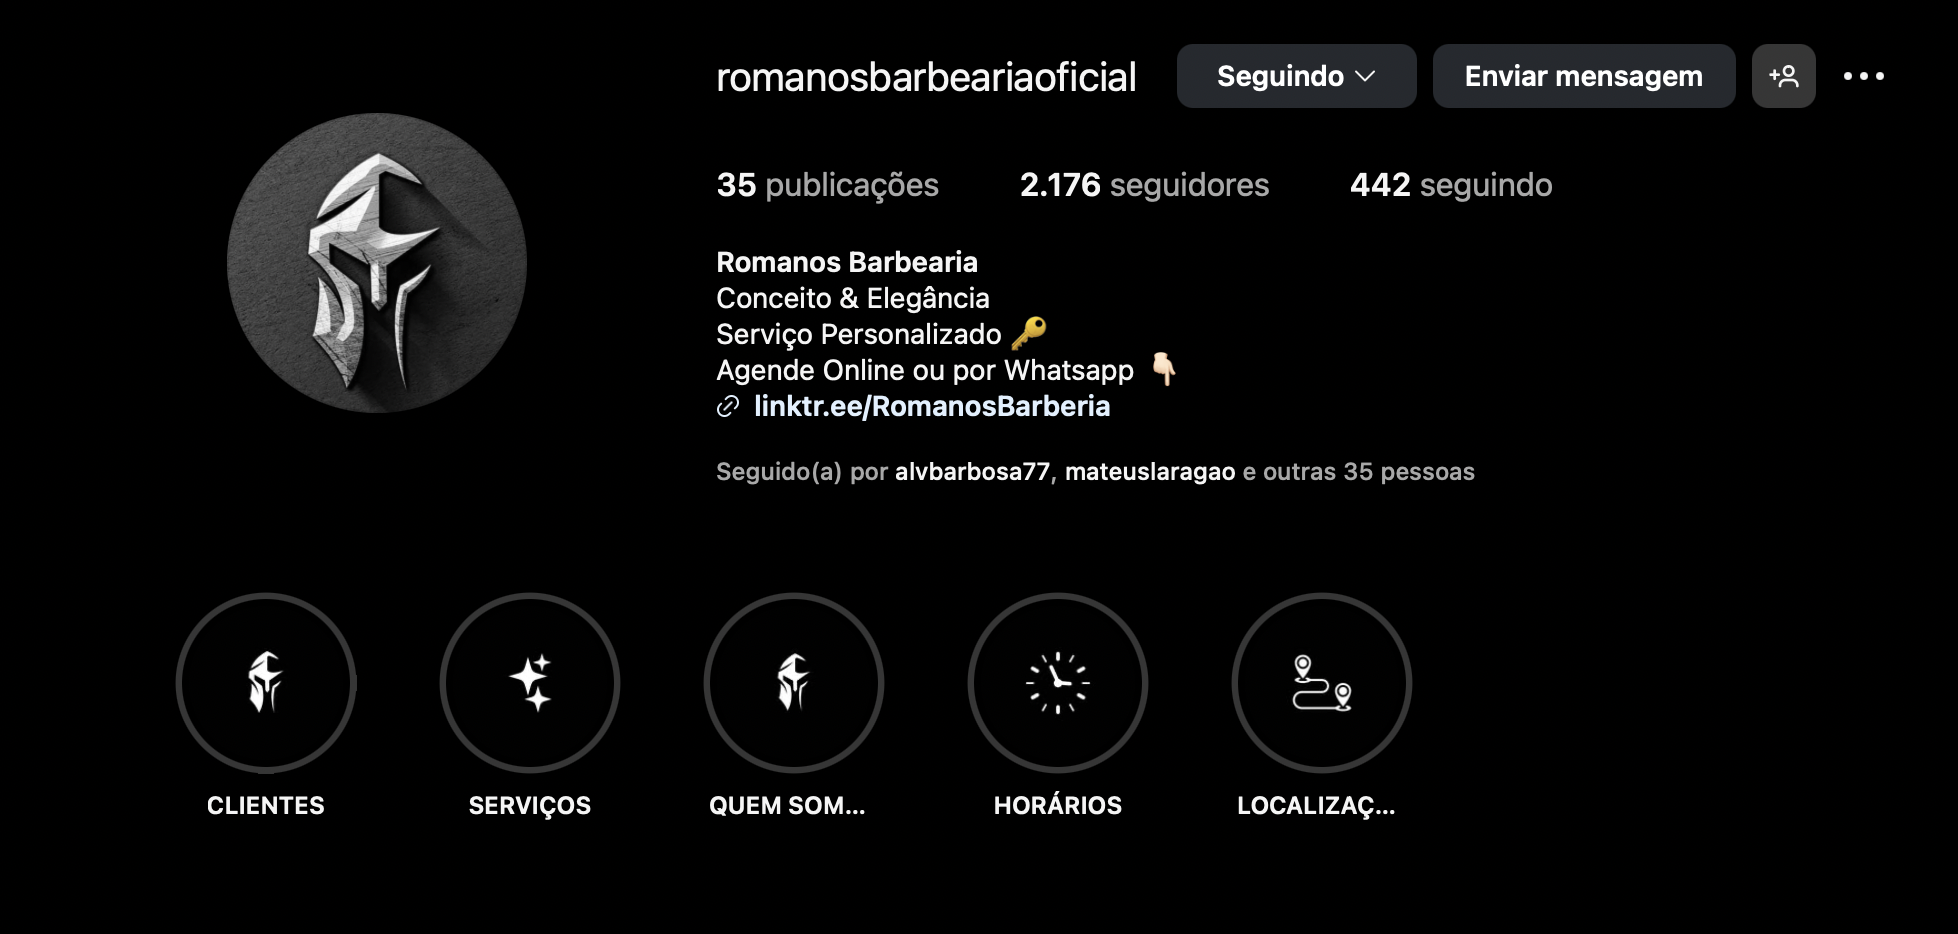 romanosbarbeariaoficial Seguindo Enviar mensagem
35 publicações 2.176 seguidores 442 seguindo
Romanos Barbearia
Conceito & Elegância
Serviço Personalizado 🔑
Agende Online ou por Whatsapp 👇🏻
linktr.ee/RomanosBarberia
Seguido(a) por alvbarbosa77, mateuslaragao e outras 35 pessoas
CLIENTES SERVIÇOS QUEM SOM... HORÁRIOS LOCALIZAÇ...